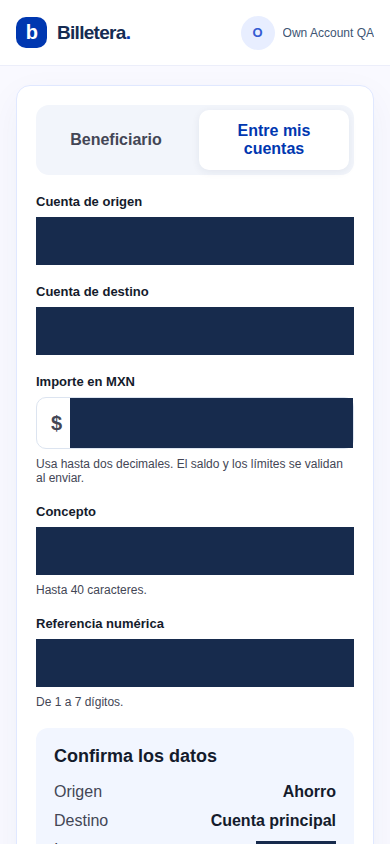 b Billetera.
O Own Account QA
Beneficiario
Entre mis
cuentas
Cuenta de origen
Cuenta de destino
Importe en MXN
$
Usa hasta dos decimales. El saldo y los límites se validan
al enviar.
Concepto
Hasta 40 caracteres.
Referencia numérica
De 1 a 7 dígitos.
Confirma los datos
Origen Ahorro
Destino Cuenta principal